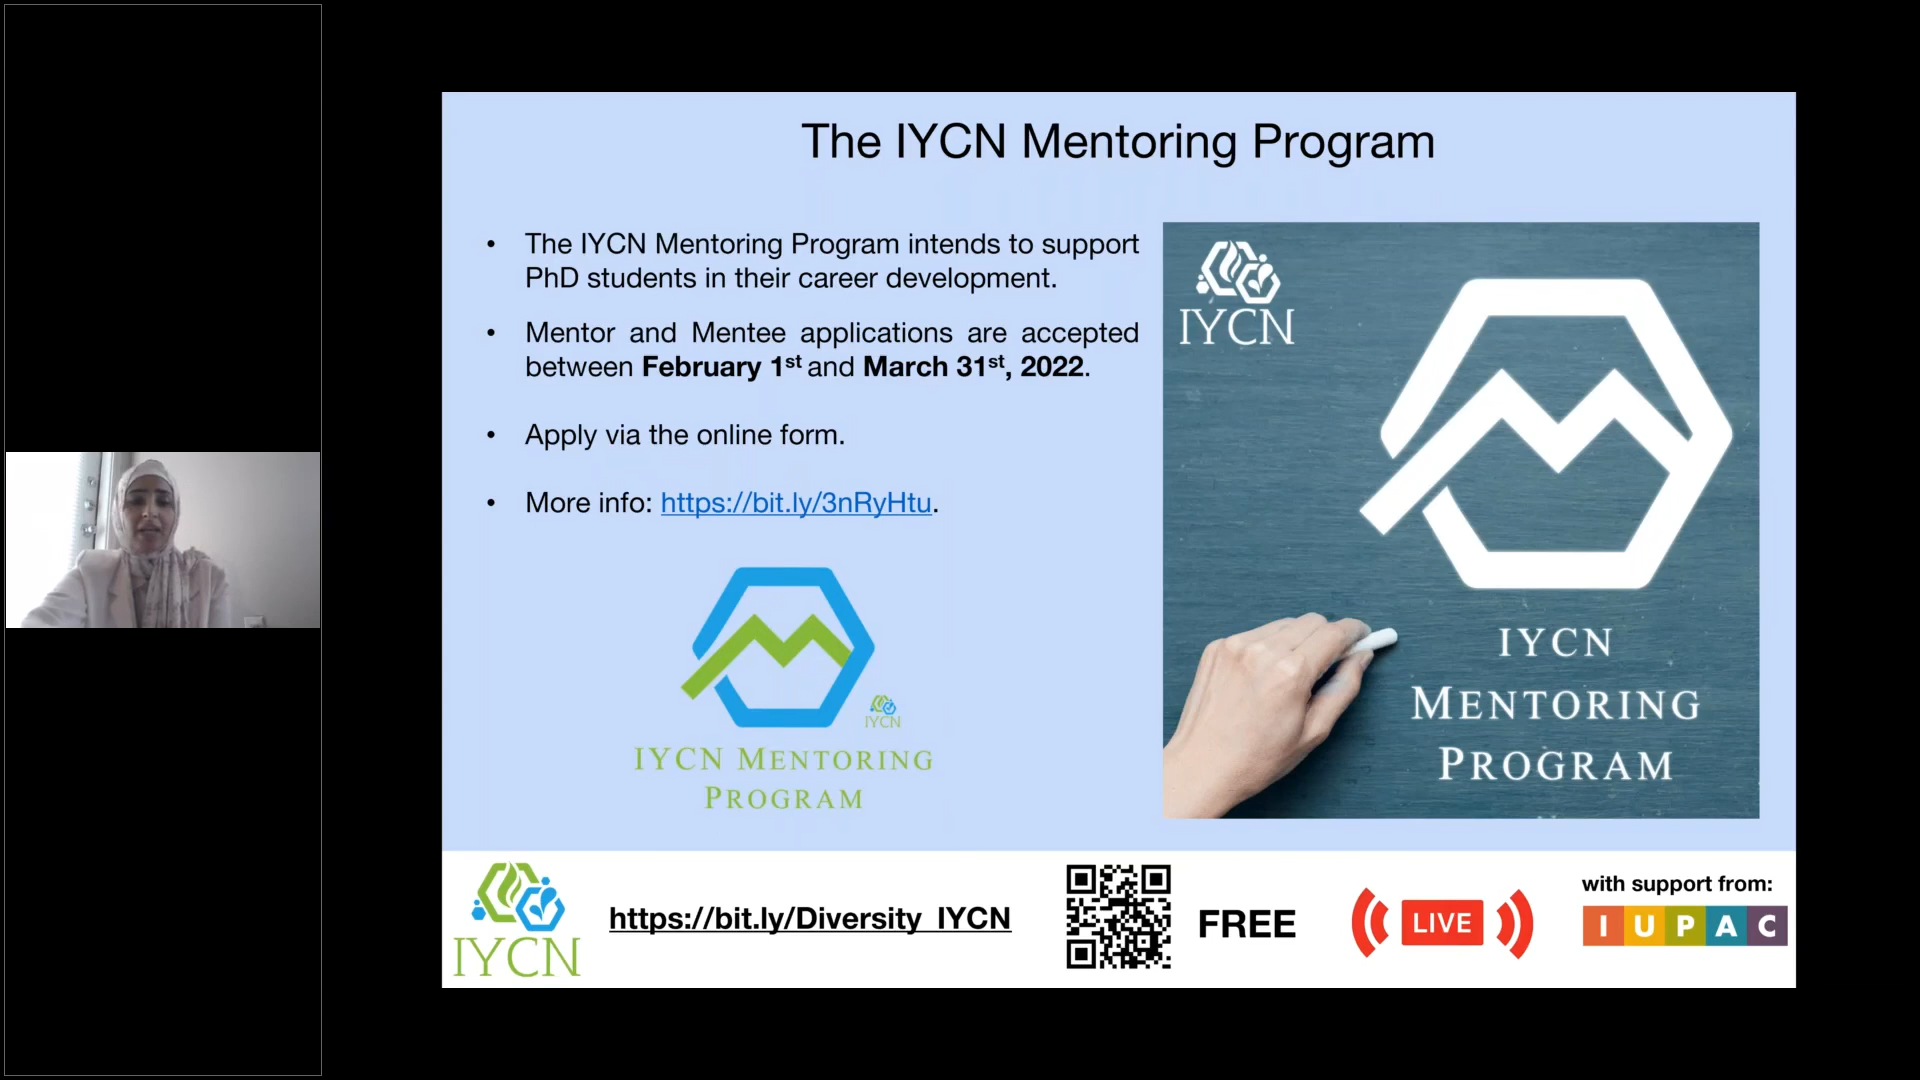 The IYCN Mentoring Program
• The IYCN Mentoring Program intends to support
PhD students in their career development.
• Mentor and Mentee applications are accepted
between February 1st and March 31st, 2022.
• Apply via the online form.
• More info: https://bit.ly/3nRyHtu.
IYCN
IYCN MENTORING
PROGRAM
IYCN
IYCN
MENTORING
PROGRAM
IYCN
https://bit.ly/Diversity_IYCN
FREE
LIVE
with support from:
IUPAC